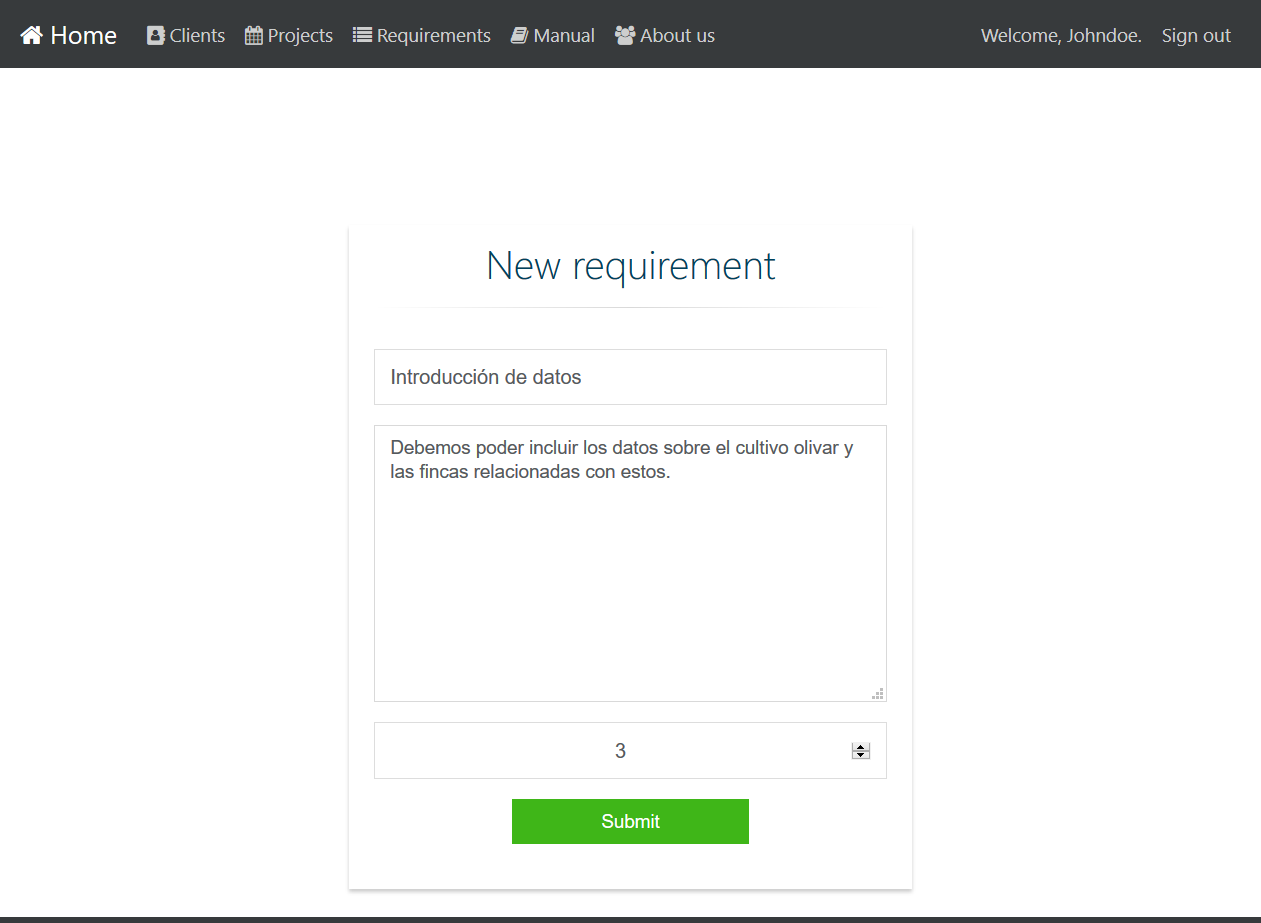 Home Clients Projects Requirements Manual About us Welcome, Johndoe. Sign out
New requirement
Introducción de datos
Debemos poder incluir los datos sobre el cultivo olivar y
las fincas relacionadas con estos.
3
Submit